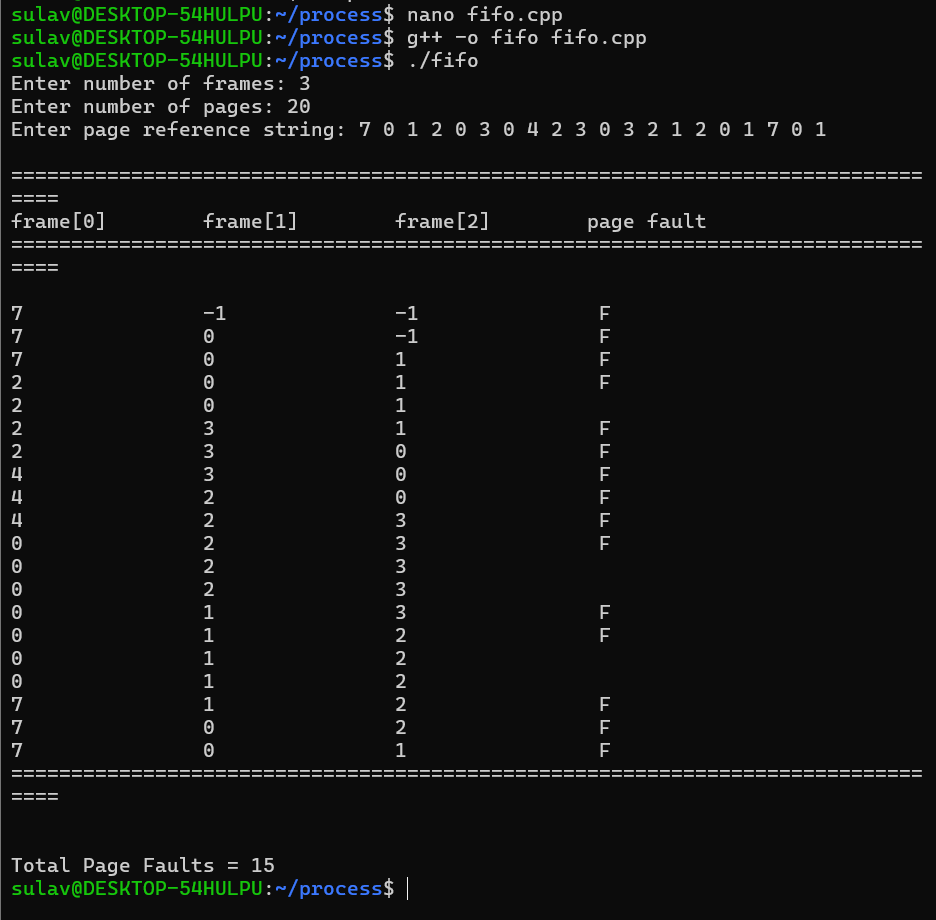 sulav@DESKTOP-54HULPU:~/process$ nano fifo.cpp
sulav@DESKTOP-54HULPU:~/process$ g++ -o fifo fifo.cpp
sulav@DESKTOP-54HULPU:~/process$ ./fifo
Enter number of frames: 3
Enter number of pages: 20
Enter page reference string: 7 0 1 2 0 3 0 4 2 3 0 3 2 1 2 0 1 7 0 1
============================================================================
====
frame[0]        frame[1]        frame[2]        page fault
============================================================================
====
7               -1              -1               F
7               0               -1               F
7               0               1                F
2               0               1                F
2               0               1
2               3               1                F
2               3               0                F
4               3               0                F
4               2               0                F
4               2               3                F
0               2               3                F
0               2               3
0               2               3
0               1               3                F
0               1               2                F
0               1               2
0               1               2
7               1               2                F
7               0               2                F
7               0               1                F
============================================================================
====
Total Page Faults = 15
sulav@DESKTOP-54HULPU:~/process$